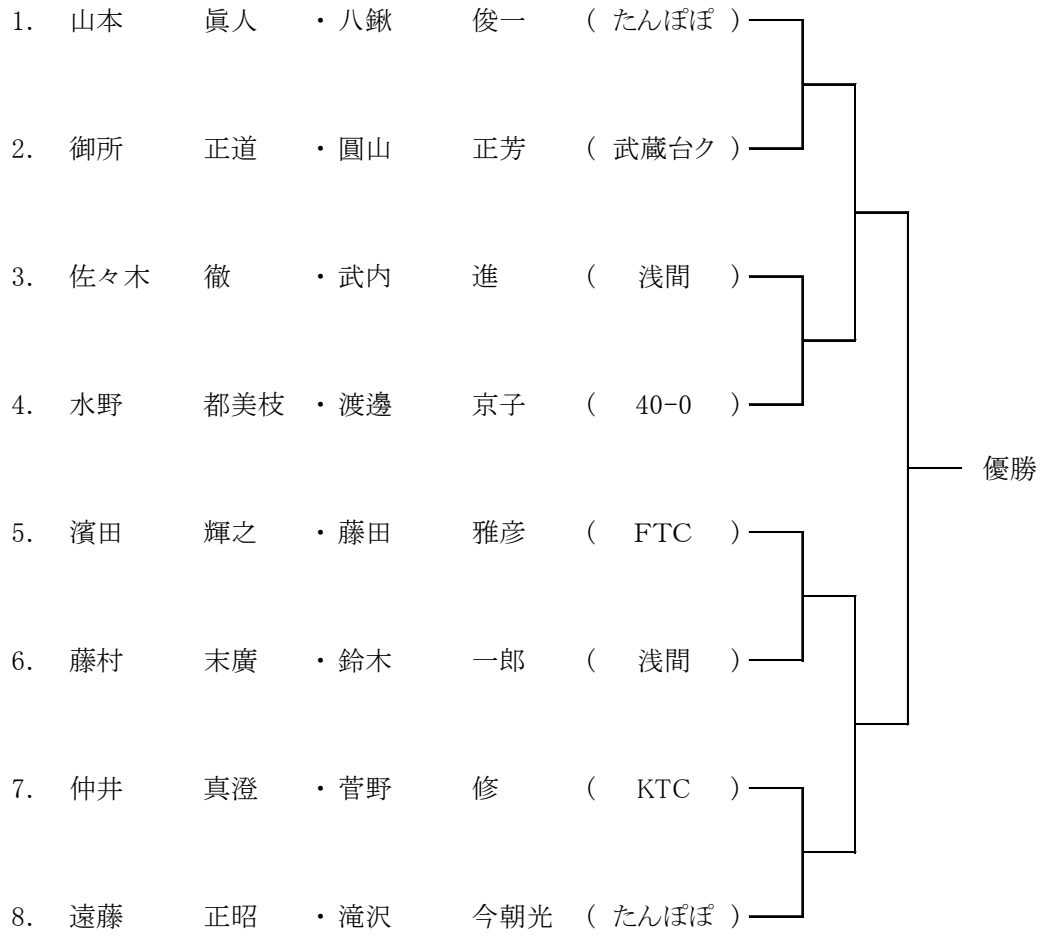 1. 山本 眞人 ・ 八鍬 俊一 ( たんぽぽ )
2. 御所 正道 ・ 圓山 正芳 ( 武蔵台ク )
3. 佐々木 徹 ・ 武内 進 ( 浅間 )
4. 水野 都美枝 ・ 渡邊 京子 ( 40-0 )
優勝
5. 濱田 輝之 ・ 藤田 雅彦 ( FTC )
6. 藤村 末廣 ・ 鈴木 一郎 ( 浅間 )
7. 仲井 真澄 ・ 菅野 修 ( KTC )
8. 遠藤 正昭 ・ 滝沢 今朝光 ( たんぽぽ )